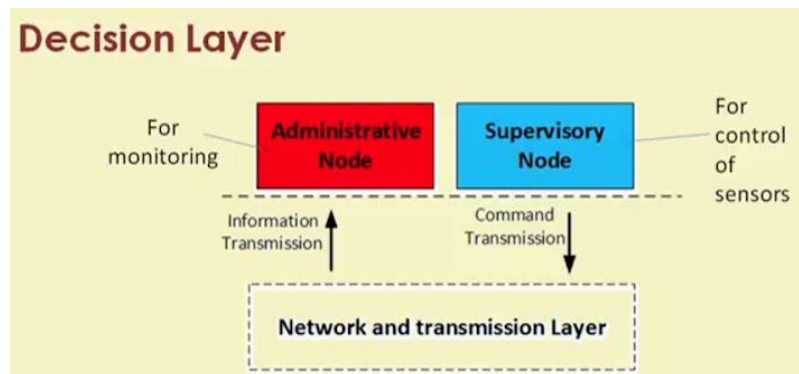 Decision Layer
For
monitoring
Administrative
Node
Supervisory
Node
For
control
of
sensors
Information
Transmission
Command
Transmission
Network and transmission Layer